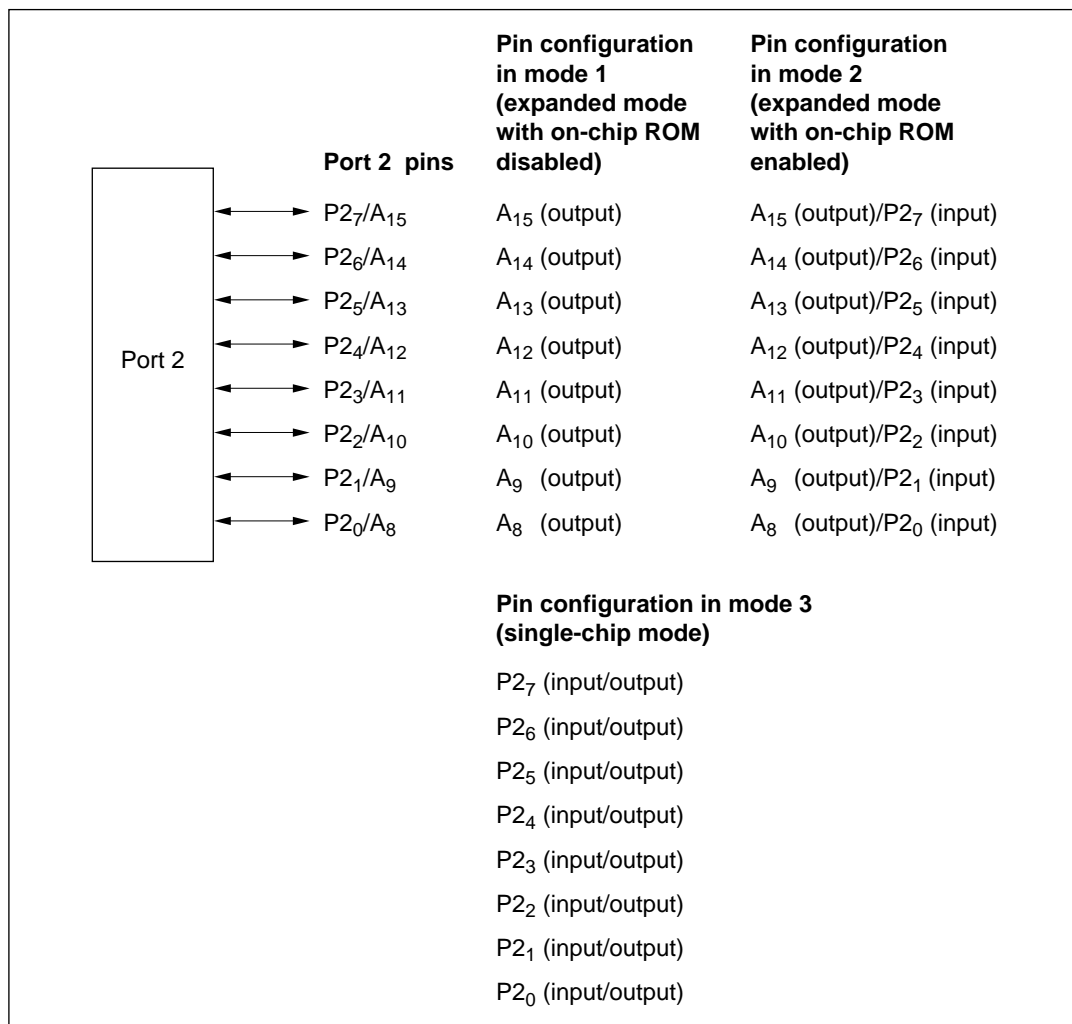 Pin configuration in mode 1 (expanded mode with on-chip ROM disabled)
Pin configuration in mode 2 (expanded mode with on-chip ROM enabled)
Port 2 pins
Port 2
P2₇/A₁₅ A₁₅ (output) A₁₅ (output)/P2₇ (input)
P2₆/A₁₄ A₁₄ (output) A₁₄ (output)/P2₆ (input)
P2₅/A₁₃ A₁₃ (output) A₁₃ (output)/P2₅ (input)
P2₄/A₁₂ A₁₂ (output) A₁₂ (output)/P2₄ (input)
P2₃/A₁₁ A₁₁ (output) A₁₁ (output)/P2₃ (input)
P2₂/A₁₀ A₁₀ (output) A₁₀ (output)/P2₂ (input)
P2₁/A₉ A₉ (output) A₉ (output)/P2₁ (input)
P2₀/A₈ A₈ (output) A₈ (output)/P2₀ (input)
Pin configuration in mode 3
(single-chip mode)
P2₇ (input/output)
P2₆ (input/output)
P2₅ (input/output)
P2₄ (input/output)
P2₃ (input/output)
P2₂ (input/output)
P2₁ (input/output)
P2₀ (input/output)